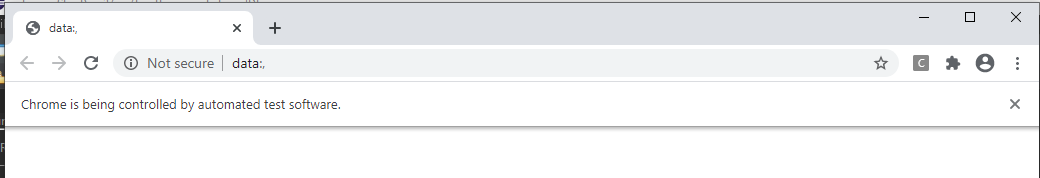 data:,
Not secure | data:,
C
Chrome is being controlled by automated test software.